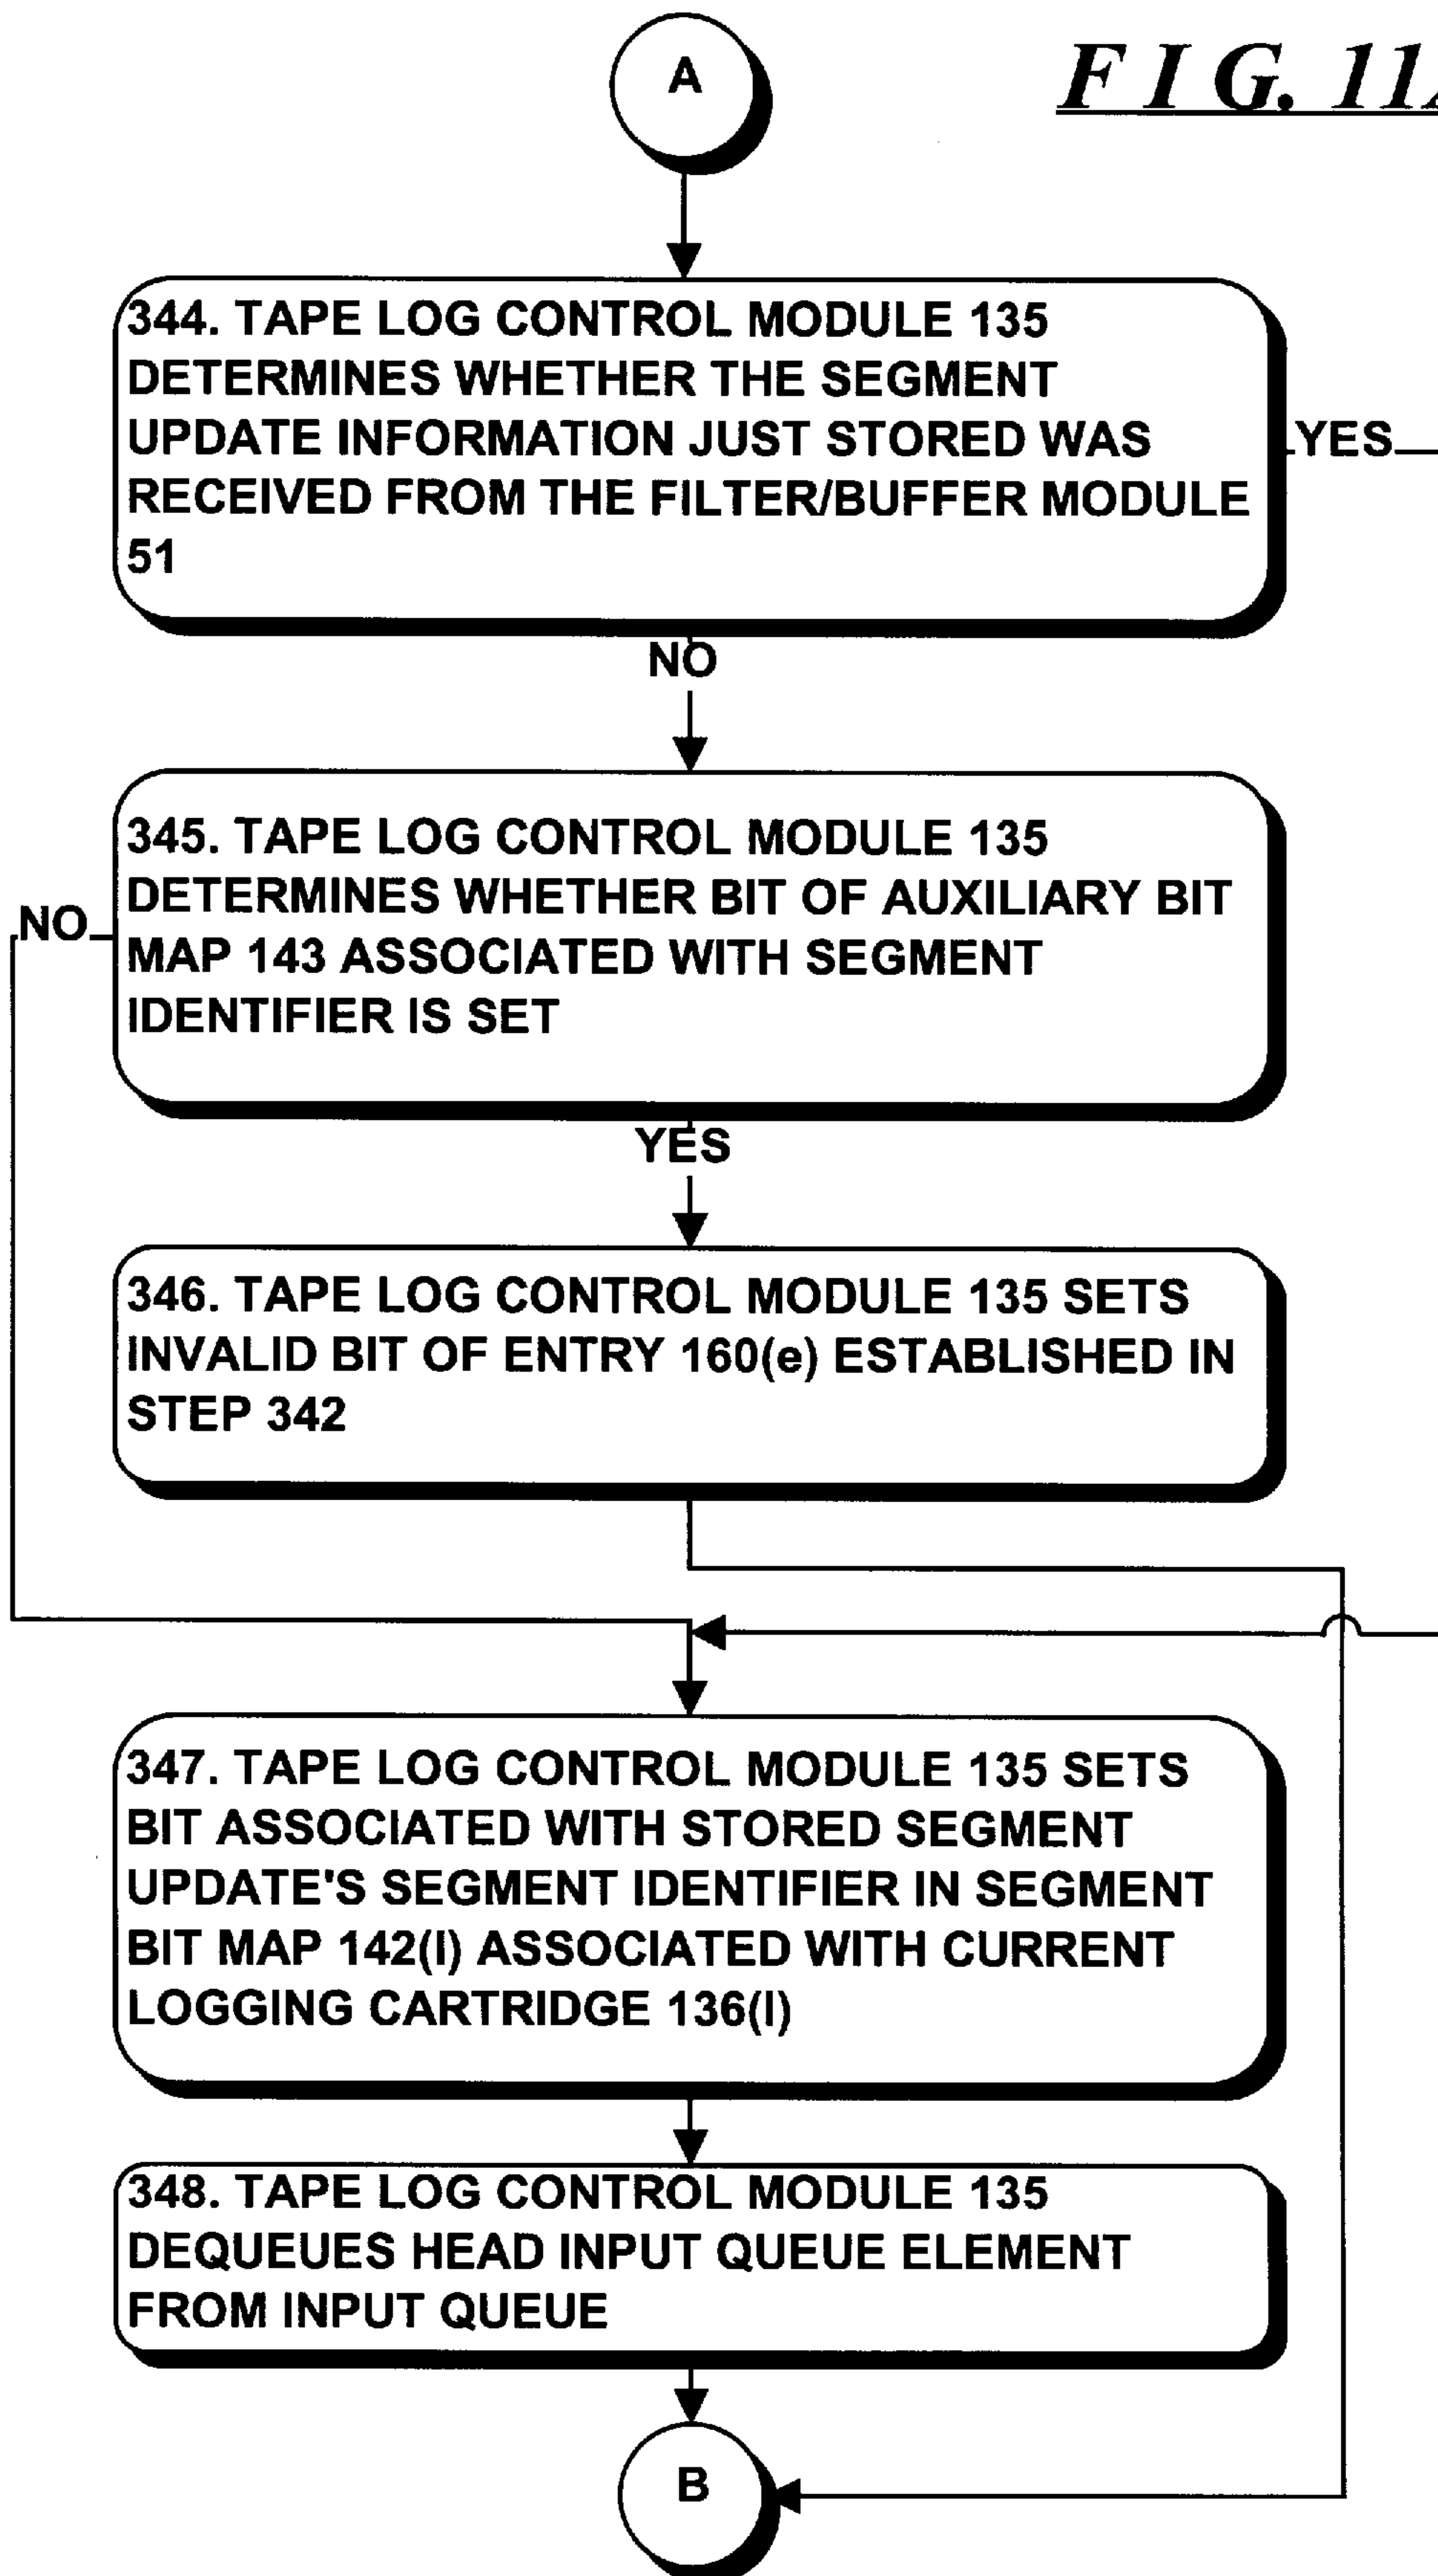 A
F I G. 11
344. TAPE LOG CONTROL MODULE 135
DETERMINES WHETHER THE SEGMENT
UPDATE INFORMATION JUST STORED WAS
RECEIVED FROM THE FILTER/BUFFER MODULE
51
YES
NO
345. TAPE LOG CONTROL MODULE 135
DETERMINES WHETHER BIT OF AUXILIARY BIT
MAP 143 ASSOCIATED WITH SEGMENT
IDENTIFIER IS SET
NO
YES
346. TAPE LOG CONTROL MODULE 135 SETS
INVALID BIT OF ENTRY 160(e) ESTABLISHED IN
STEP 342
347. TAPE LOG CONTROL MODULE 135 SETS
BIT ASSOCIATED WITH STORED SEGMENT
UPDATE'S SEGMENT IDENTIFIER IN SEGMENT
BIT MAP 142(l) ASSOCIATED WITH CURRENT
LOGGING CARTRIDGE 136(l)
348. TAPE LOG CONTROL MODULE 135
DEQUEUES HEAD INPUT QUEUE ELEMENT
FROM INPUT QUEUE
B